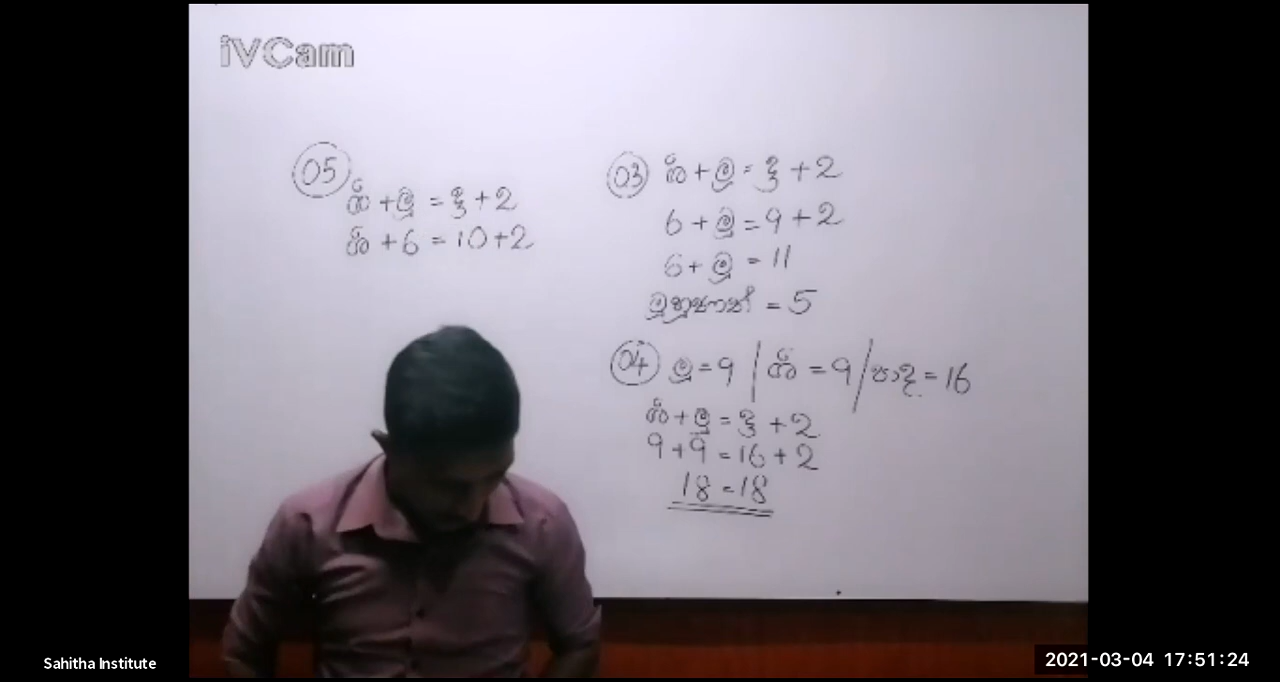 iVCam
05
ශී + මු = දා + 2
ශී + 6 = 10 + 2
03 ශී + මු = දා + 2
6 + මු = 9 + 2
6 + මු = 11
මුහුණත් = 5
04 මු = 9 / ශී = 9 / දාර = 16
ශී + මු = දා + 2
9 + 9 = 16 + 2
18 = 18
Sahitha Institute
2021-03-04 17:51:24